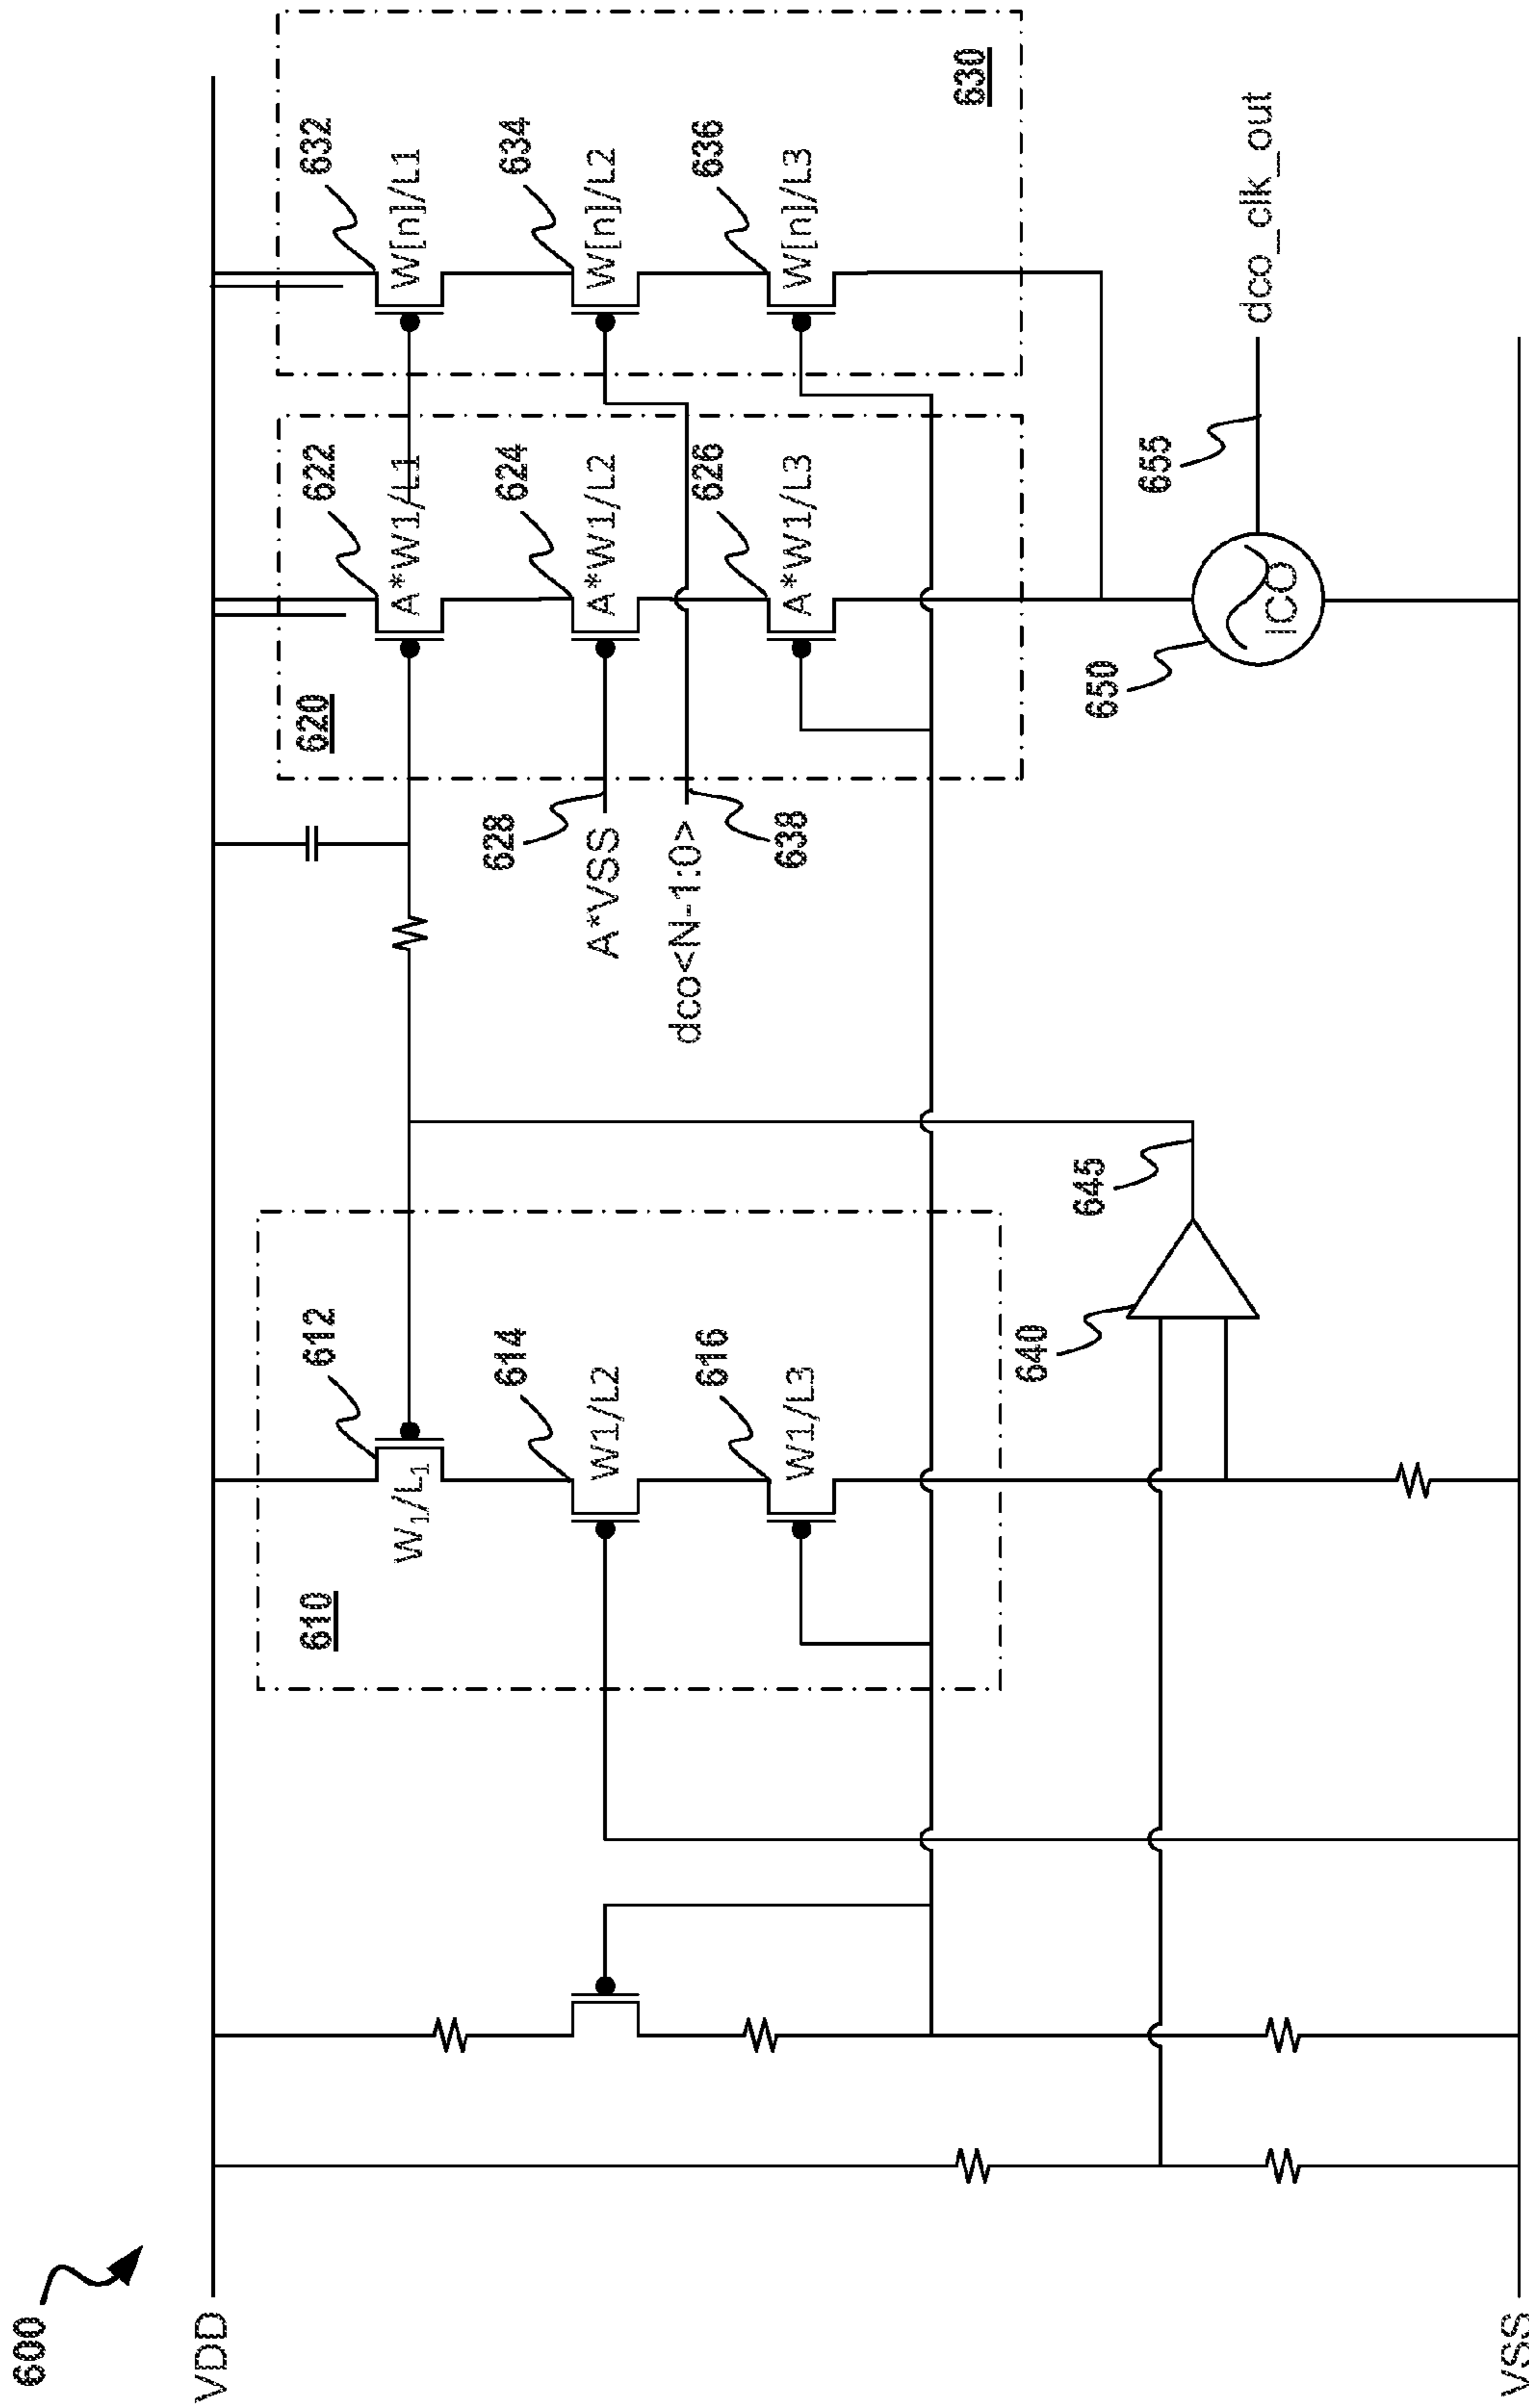 600
VDD
VSS
610
612
W₁/L₁
614
W1/L2
616
W1/L3
640
645
620
622
A*W1/L1
624
A*W1/L2
626
A*W1/L3
628
A*VSS
dco<N-1:0>
638
630
632
W[n]/L1
634
W[n]/L2
636
W[n]/L3
650
ICO
655
dco_clk_out